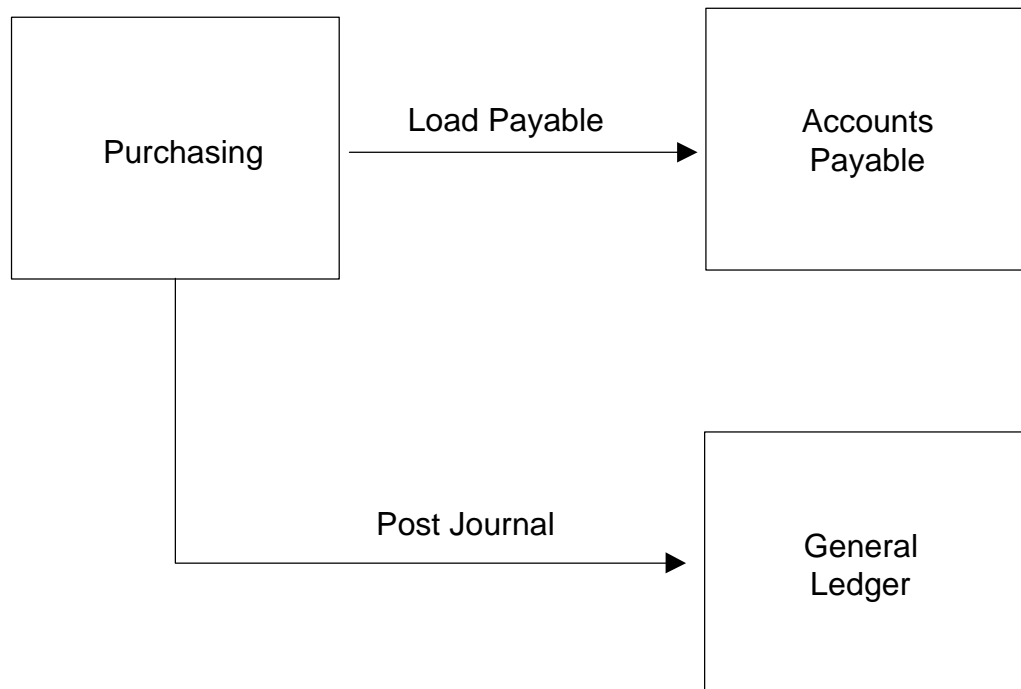 Purchasing
Load Payable
Accounts
Payable
Post Journal
General
Ledger